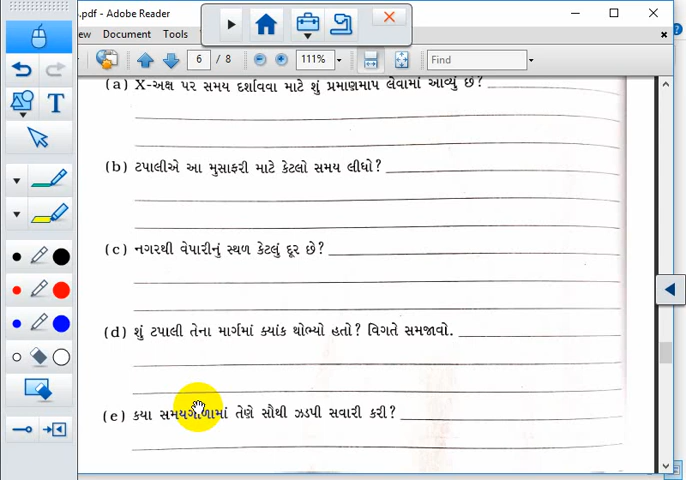 .pdf - Adobe Reader
ew Document Tools
6 / 8 111% Find
(a) X-અક્ષ પર સમય દર્શાવવા માટે શું પ્રમાણમાપ લેવામાં આવ્યું છે?
(b) ટપાલીએ આ મુસાફરી માટે કેટલો સમય લીધો?
(c) નગરથી વેપારીનું સ્થળ કેટલું દૂર છે?
(d) શું ટપાલી તેના માર્ગમાં ક્યાંક થોભ્યો હતો? વિગતે સમજાવો.
(e) કયા સમયગાળામાં તેણે સૌથી ઝડપી સવારી કરી?
T